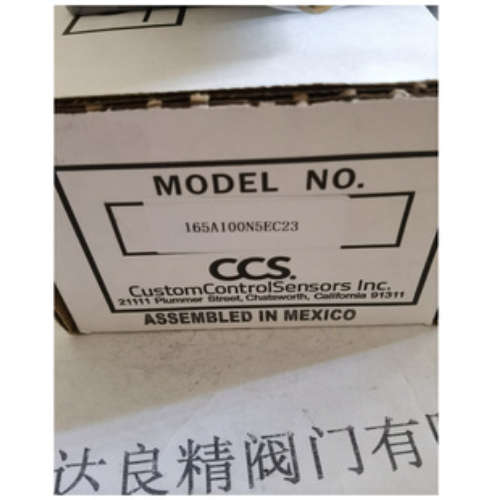 MODEL NO.
165A100N5EC23
CCS.
CustomControlSensors Inc.
21111 Plummer Street, Chatsworth, California 91311
ASSEMBLED IN MEXICO
达良精阀门有